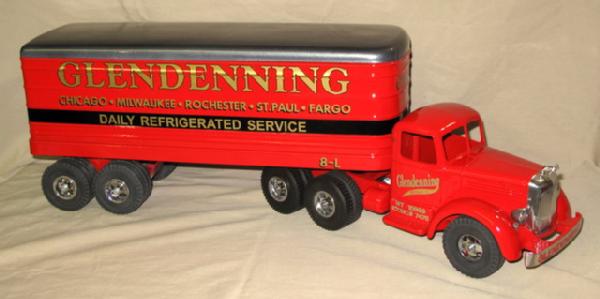 GLENDENNING
CHICAGO • MILWAUKEE • ROCHESTER • ST. PAUL • FARGO
DAILY REFRIGERATED SERVICE
8-L
Glendenning